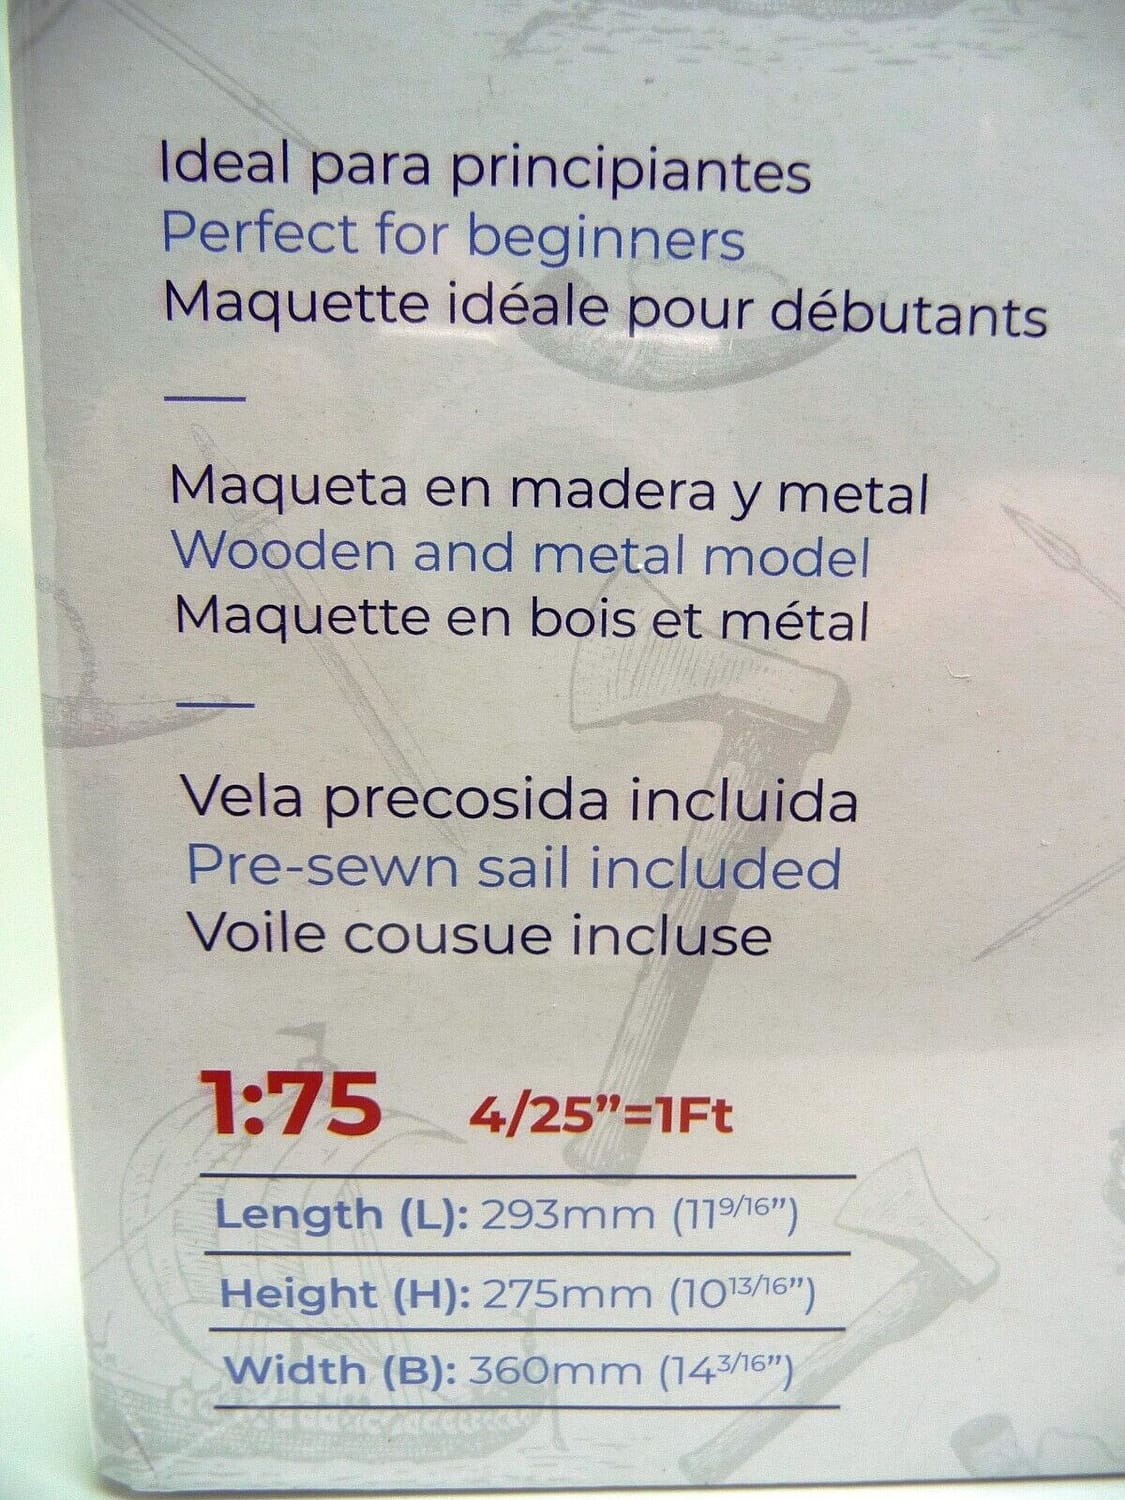 Ideal para principiantes
Perfect for beginners
Maquette idéale pour débutants
Maqueta en madera y metal
Wooden and metal model
Maquette en bois et métal
Vela precosida incluida
Pre-sewn sail included
Voile cousue incluse
1:75 4/25”=1Ft
Length (L): 293mm (11 9/16”)
Height (H): 275mm (10 13/16”)
Width (B): 360mm (14 3/16”)